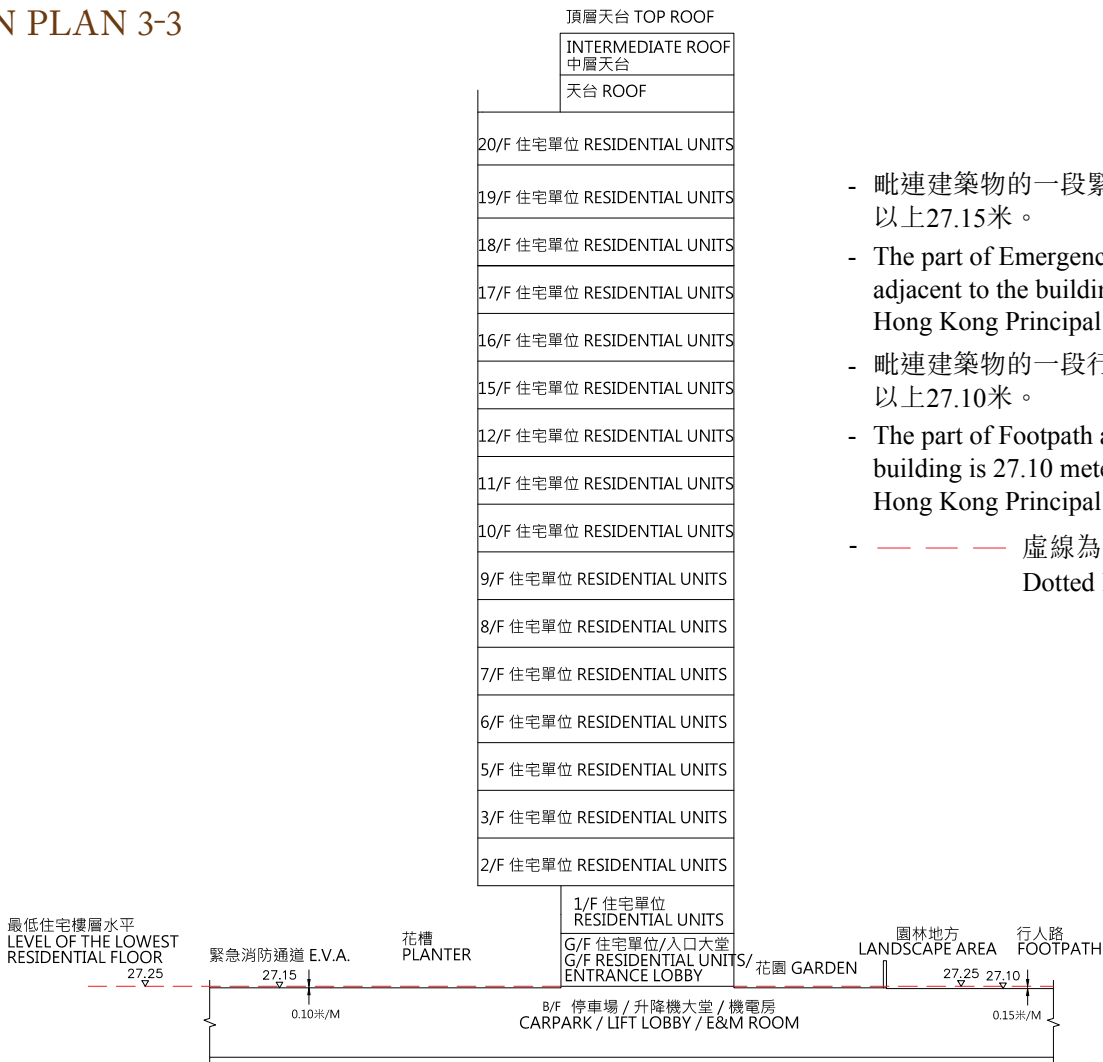 N PLAN 3-3
頂層天台 TOP ROOF
INTERMEDIATE ROOF
中層天台
天台 ROOF
20/F 住宅單位 RESIDENTIAL UNITS
19/F 住宅單位 RESIDENTIAL UNITS
18/F 住宅單位 RESIDENTIAL UNITS
17/F 住宅單位 RESIDENTIAL UNITS
16/F 住宅單位 RESIDENTIAL UNITS
15/F 住宅單位 RESIDENTIAL UNITS
12/F 住宅單位 RESIDENTIAL UNITS
11/F 住宅單位 RESIDENTIAL UNITS
10/F 住宅單位 RESIDENTIAL UNITS
9/F 住宅單位 RESIDENTIAL UNITS
8/F 住宅單位 RESIDENTIAL UNITS
7/F 住宅單位 RESIDENTIAL UNITS
6/F 住宅單位 RESIDENTIAL UNITS
5/F 住宅單位 RESIDENTIAL UNITS
3/F 住宅單位 RESIDENTIAL UNITS
2/F 住宅單位 RESIDENTIAL UNITS
1/F 住宅單位
RESIDENTIAL UNITS
G/F 住宅單位/入口大堂
G/F RESIDENTIAL UNITS/
ENTRANCE LOBBY
最低住宅樓層水平
LEVEL OF THE LOWEST
RESIDENTIAL FLOOR
27.25
緊急消防通道 E.V.A.
27.15
0.10米/M
花槽
PLANTER
花園 GARDEN
園林地方
LANDSCAPE AREA
27.25
行人路
FOOTPATH
27.10
0.15米/M
B/F 停車場 / 升降機大堂 / 機電房
CARPARK / LIFT LOBBY / E&M ROOM
- 毗連建築物的一段緊
以上27.15米。
- The part of Emergenc
adjacent to the buildin
Hong Kong Principal
- 毗連建築物的一段行
以上27.10米。
- The part of Footpath a
building is 27.10 mete
Hong Kong Principal
- 虛線為
Dotted